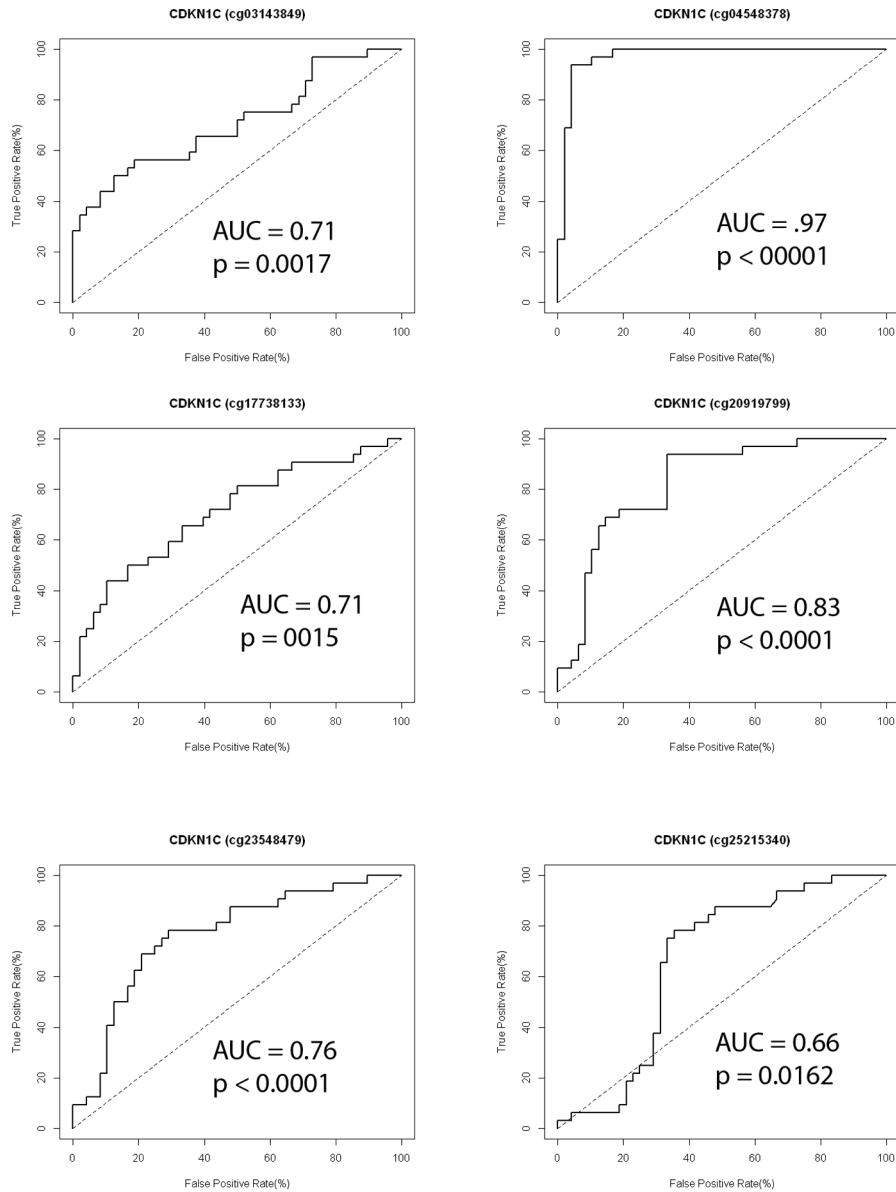 CDKN1C (cg03143849)
100
80
60
40
20
0
True Positive Rate(%)
AUC = 0.71
p = 0.0017
0 20 40 60 80 100
False Positive Rate(%)
CDKN1C (cg04548378)
100
80
60
40
20
0
True Positive Rate(%)
AUC = .97
p < 00001
0 20 40 60 80 100
False Positive Rate(%)
CDKN1C (cg17738133)
100
80
60
40
20
0
True Positive Rate(%)
AUC = 0.71
p = 0015
0 20 40 60 80 100
False Positive Rate(%)
CDKN1C (cg20919799)
100
80
60
40
20
0
True Positive Rate(%)
AUC = 0.83
p < 0.0001
0 20 40 60 80 100
False Positive Rate(%)
CDKN1C (cg23548479)
100
80
60
40
20
0
True Positive Rate(%)
AUC = 0.76
p < 0.0001
0 20 40 60 80 100
False Positive Rate(%)
CDKN1C (cg25215340)
100
80
60
40
20
0
True Positive Rate(%)
AUC = 0.66
p = 0.0162
0 20 40 60 80 100
False Positive Rate(%)